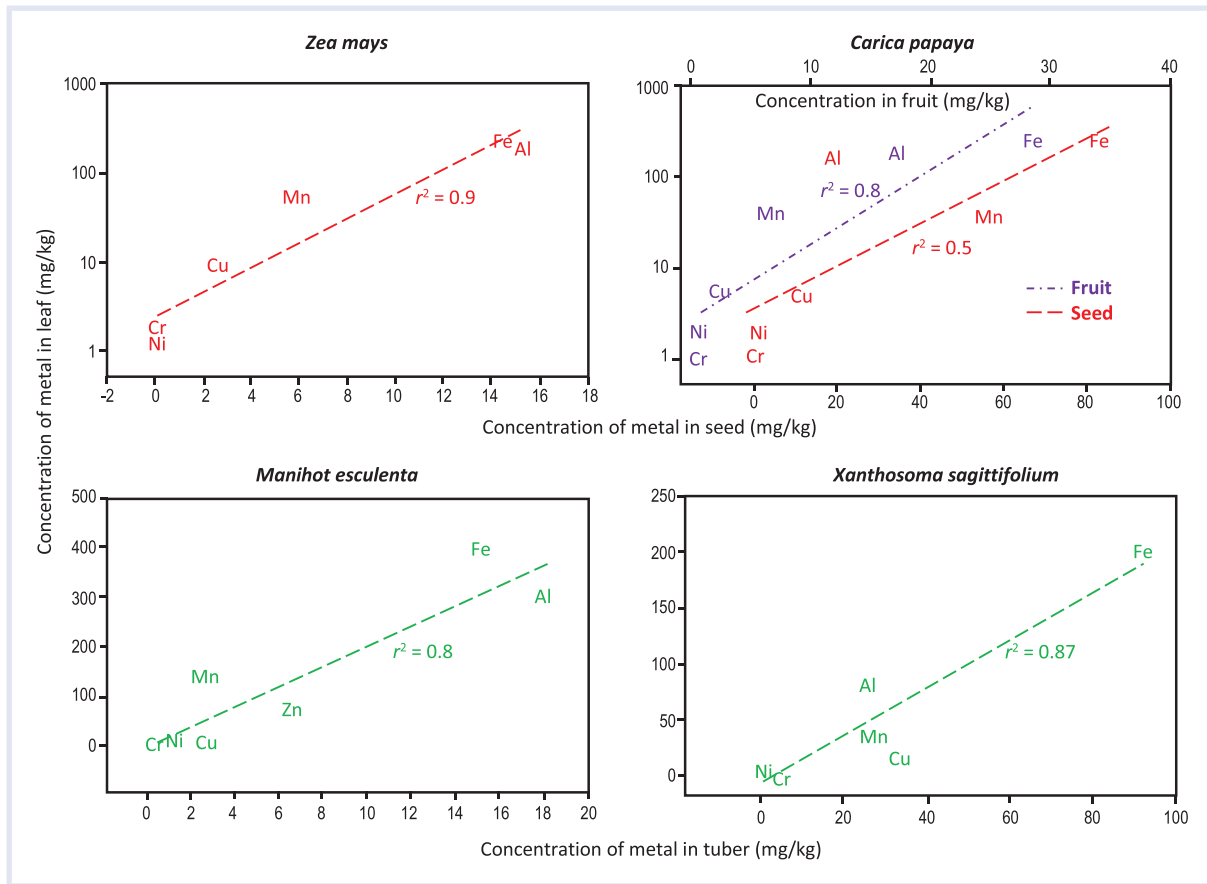 Zea mays
Carica papaya
0 10 20 30 40
Concentration in fruit (mg/kg)
Concentration of metal in leaf (mg/kg)
1000
100
10
1
Fe
Al
Mn
r² = 0.9
Cu
Cr
Ni
-2 0 2 4 6 8 10 12 14 16 18
1000
100
10
1
Al Al Fe Fe
r² = 0.8
Mn Mn
r² = 0.5
Cu Cu
Fruit
Seed
Ni Ni
Cr Cr
0 20 40 60 80 100
Concentration of metal in seed (mg/kg)
Manihot esculenta
Xanthosoma sagittifolium
500
400
300
200
100
0
Fe
Al
r² = 0.8
Mn
Zn
Cr Ni Cu
0 2 4 6 8 10 12 14 16 18 20
250
200
150
100
50
0
Fe
r² = 0.87
Al
Mn
Cu
Ni Cr
0 20 40 60 80 100
Concentration of metal in tuber (mg/kg)